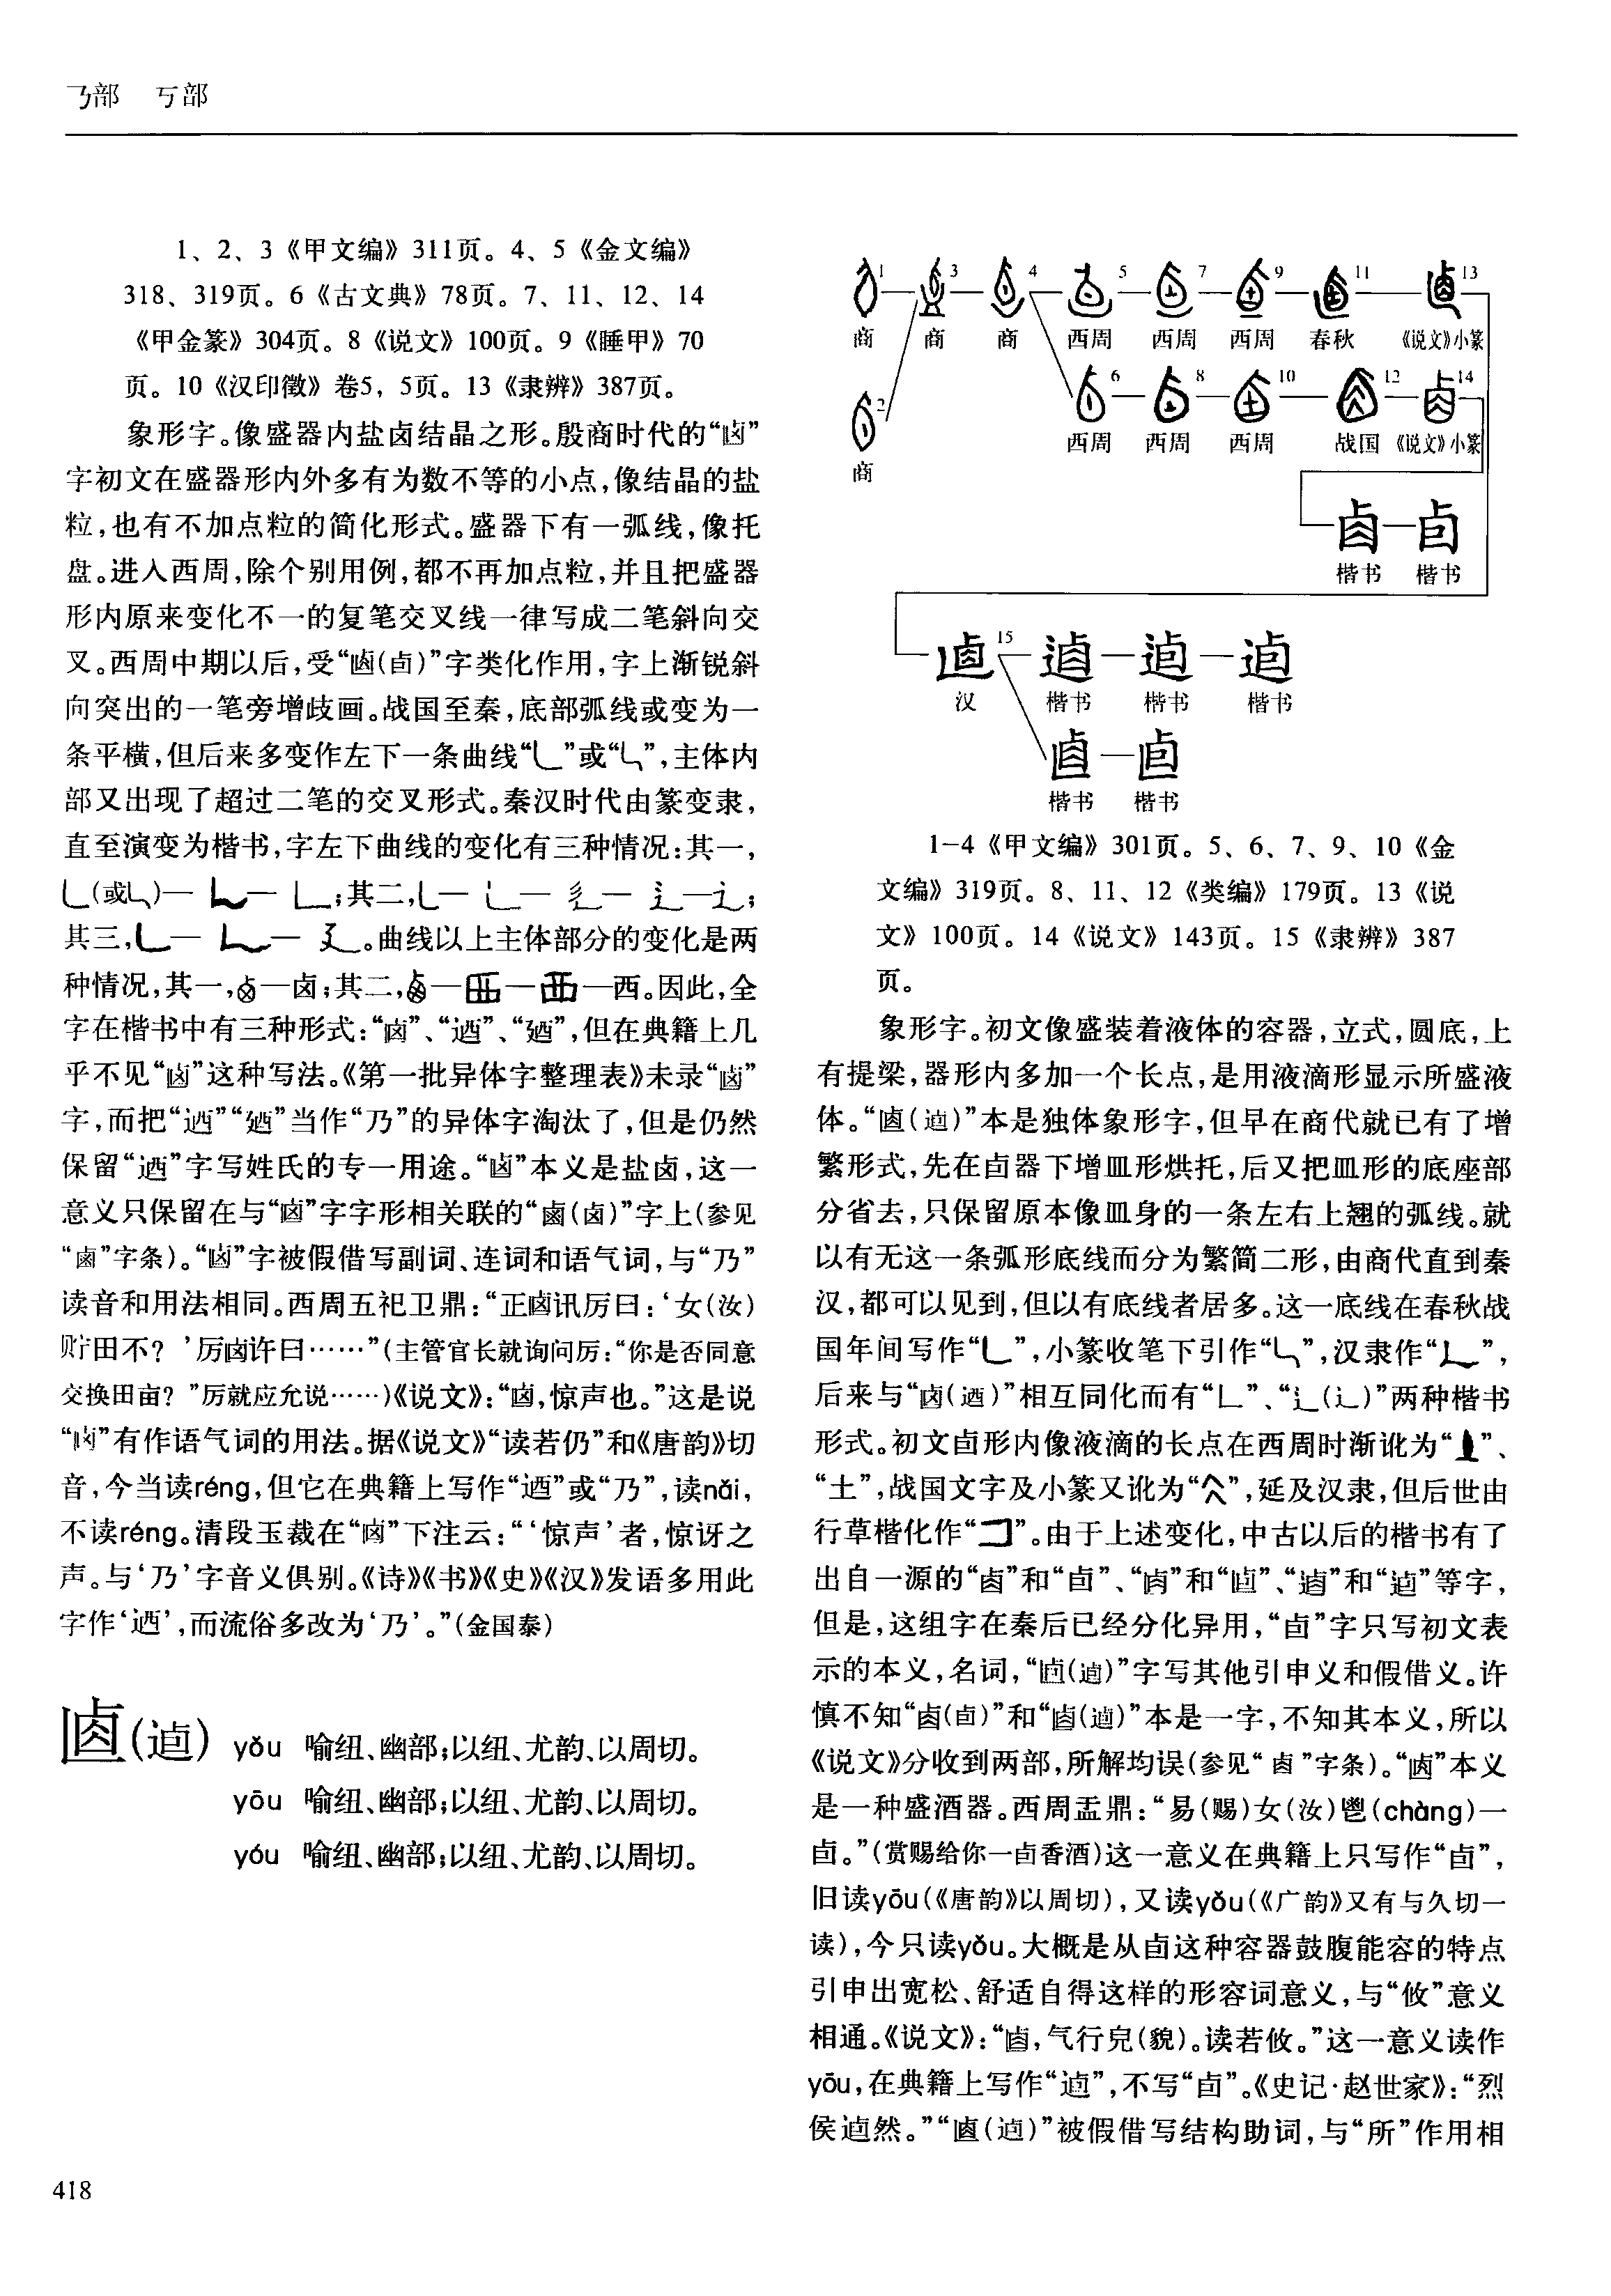 乃部　丂部
1、2、3《甲文编》311页。4、5《金文编》
318、319页。6《古文典》78页。7、11、12、14
《甲金篆》304页。8《说文》100页。9《睡甲》70
页。10《汉印徵》卷5，5页。13《隶辨》387页。
象形字。像盛器内盐卤结晶之形。殷商时代的“𠧟”
字初文在盛器形内外多有为数不等的小点，像结晶的盐
粒，也有不加点粒的简化形式。盛器下有一弧线，像托
盘。进入西周，除个别用例，都不再加点粒，并且把盛器
形内原来变化不一的复笔交叉线一律写成二笔斜向交
叉。西周中期以后，受“𠧴(卣)”字类化作用，字上渐锐斜
向突出的一笔旁增歧画。战国至秦，底部弧线或变为一
条平横，但后来多变作左下一条曲线“乚”或“ㄣ”，主体内
部又出现了超过二笔的交叉形式。秦汉时代由篆变隶，
直至演变为楷书，字左下曲线的变化有三种情况：其一，
(或)— — ；其二，— — — —辶；
其三，— — 廴。曲线以上主体部分的变化是两
种情况，其一，—卤；其二，— — —西。因此，全
字在楷书中有三种形式：“𠧟”、“迺”、“廼”，但在典籍上几
乎不见“𠧟”这种写法。《第一批异体字整理表》未录“𠧟”
字，而把“迺”“廼”当作“乃”的异体字淘汰了，但是仍然
保留“迺”字写姓氏的专一用途。“𠧟”本义是盐卤，这一
意义只保留在与“𠧟”字字形相关联的“鹵(卤)”字上(参见
“鹵”字条)。“𠧟”字被假借写副词、连词和语气词，与“乃”
读音和用法相同。西周五祀卫鼎：“正𠧟讯厉曰：‘女(汝)
贮田不？’厉𠧟许曰……”(主管官长就询问厉：“你是否同意
交换田亩？”厉就应允说……)《说文》：“𠧟，惊声也。”这是说
“𠧟”有作语气词的用法。据《说文》“读若仍”和《唐韵》切
音，今当读réng，但它在典籍上写作“迺”或“乃”，读nǎi，
不读réng。清段玉裁在“𠧟”下注云：“‘惊声’者，惊讶之
声。与‘乃’字音义俱别。《诗》《书》《史》《汉》发语多用此
字作‘迺’，而流俗多改为‘乃’。”(金国泰)
𠧴(逌) yǒu 喻纽、幽部；以纽、尤韵、以周切。
yōu 喻纽、幽部；以纽、尤韵、以周切。
yóu 喻纽、幽部；以纽、尤韵、以周切。
1 3 4 5 7 9 11 13
商 商 商 西周 西周 西周 春秋 《说文》小篆
2 6 8 10 12 14
商 西周 西周 西周 战国 《说文》小篆
卣
楷书 楷书
15 逌
汉 楷书 楷书 楷书
楷书 楷书
1-4《甲文编》301页。5、6、7、9、10《金
文编》319页。8、11、12《类编》179页。13《说
文》100页。14《说文》143页。15《隶辨》387
页。
象形字。初文像盛装着液体的容器，立式，圆底，上
有提梁，器形内多加一个长点，是用液滴形显示所盛液
体。“𠧴(逌)”本是独体象形字，但早在商代就已有了增
繁形式，先在卣器下增皿形烘托，后又把皿形的底座部
分省去，只保留原本像皿身的一条左右上翘的弧线。就
以有无这一条弧形底线而分为繁简二形，由商代直到秦
汉，都可以见到，但以有底线者居多。这一底线在春秋战
国年间写作“乚”，小篆收笔下引作“ㄣ”，汉隶作“”，
后来与“𠧟(迺)”相互同化而有“乚”、“辶(辶)”两种楷书
形式。初文卣形内像液滴的长点在西周时渐讹为“”、
“土”，战国文字及小篆又讹为“”，延及汉隶，但后世由
行草楷化作“”。由于上述变化，中古以后的楷书有了
出自一源的“”和“卣”、“”和“”、“”和“逌”等字，
但是，这组字在秦后已经分化异用，“卣”字只写初文表
示的本义，名词，“𠧴(逌)”字写其他引申义和假借义。许
慎不知“(卣)”和“𠧴(逌)”本是一字，不知其本义，所以
《说文》分收到两部，所解均误(参见“”字条)。“𠧴”本义
是一种盛酒器。西周盂鼎：“易(赐)女(汝)鬯(chàng)一
卣。”(赏赐给你一卣香酒)这一意义在典籍上只写作“卣”，
旧读yōu(《唐韵》以周切)，又读yǒu(《广韵》又有与久切一
读)，今只读yǒu。大概是从卣这种容器鼓腹能容的特点
引申出宽松、舒适自得这样的形容词意义，与“攸”意义
相通。《说文》：“𠧴，气行皃(貌)。读若攸。”这一意义读作
yōu，在典籍上写作“逌”，不写“卣”。《史记·赵世家》：“烈
侯逌然。”“𠧴(逌)”被假借写结构助词，与“所”作用相
418